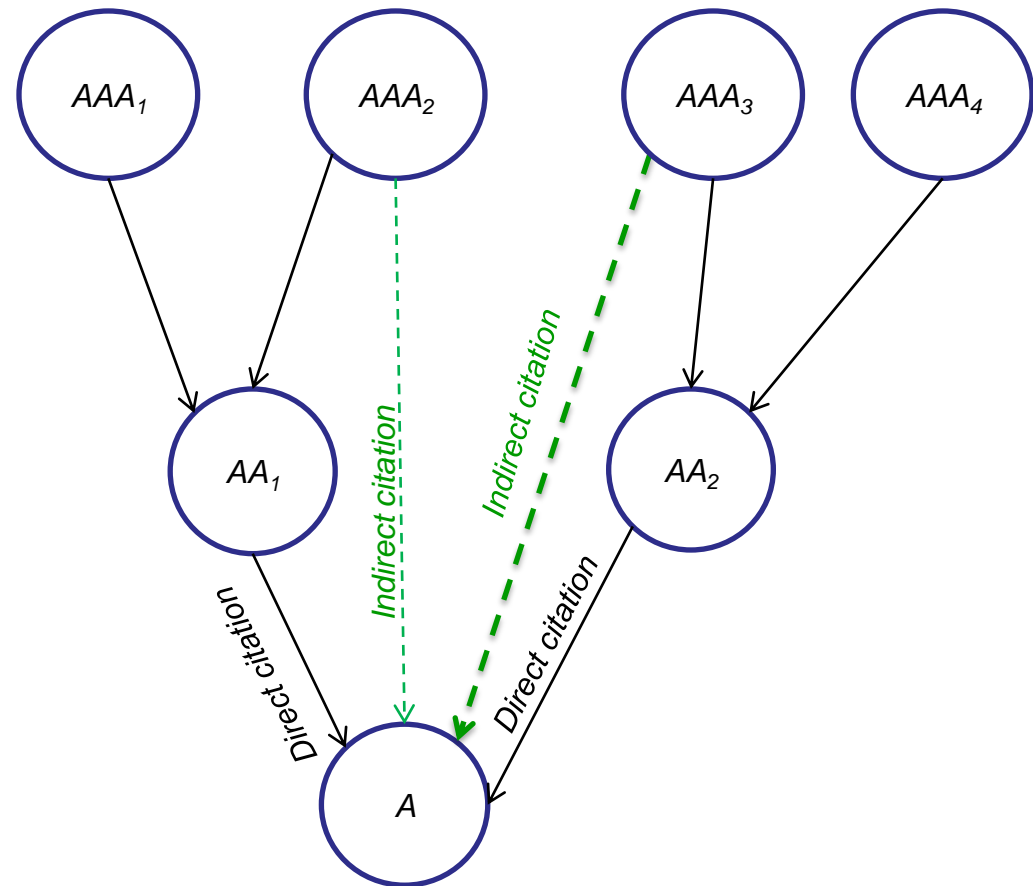 AAA₁
AAA₂
AAA₃
AAA₄
Indirect citation
Indirect citation
AA₁
AA₂
Direct citation
Direct citation
A